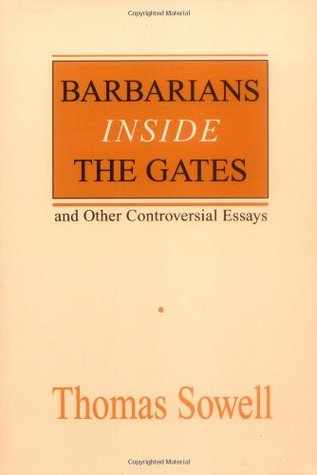 BARBARIANS
INSIDE
THE GATES
and Other Controversial Essays
Thomas Sowell